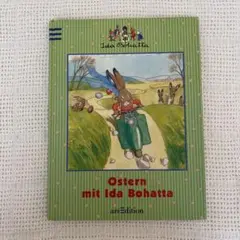 Ida Bohatta
Ostern
mit Ida Bohatta
arsEdition